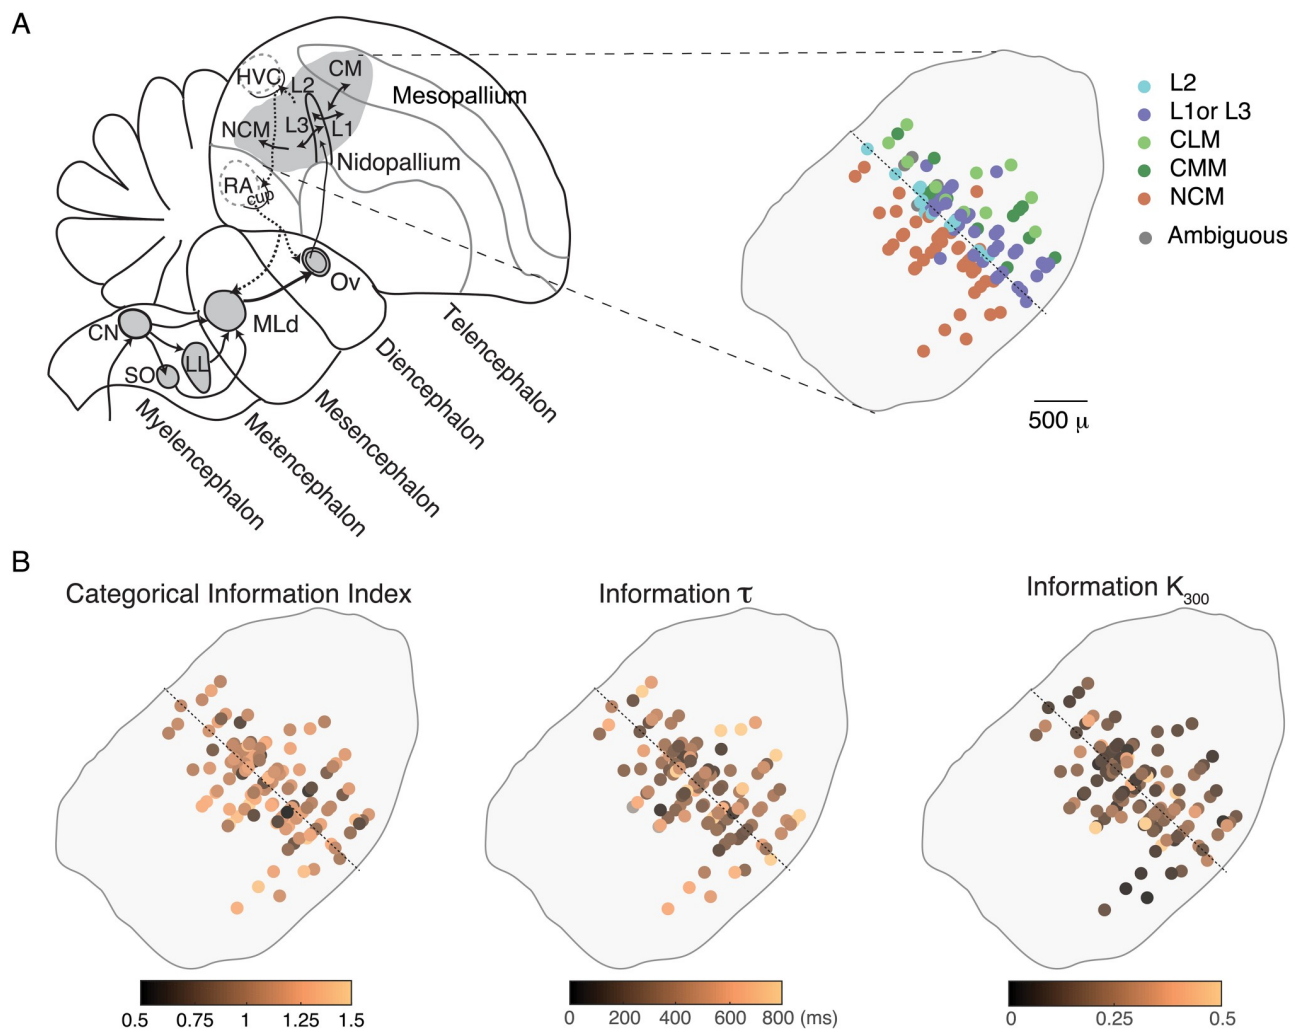 A
HVC
L2
CM
Mesopallium
NCM
L3
L1
Nidopallium
RA
cup
Ov
CN
MLd
LL
SO
Telencephalon
Diencephalon
Mesencephalon
Metencephalon
Myelencephalon
L2
L1or L3
CLM
CMM
NCM
Ambiguous
500 μ
B
Categorical Information Index
0.5 0.75 1 1.25 1.5
Information τ
0 200 400 600 800 (ms)
Information K300
0 0.25 0.5